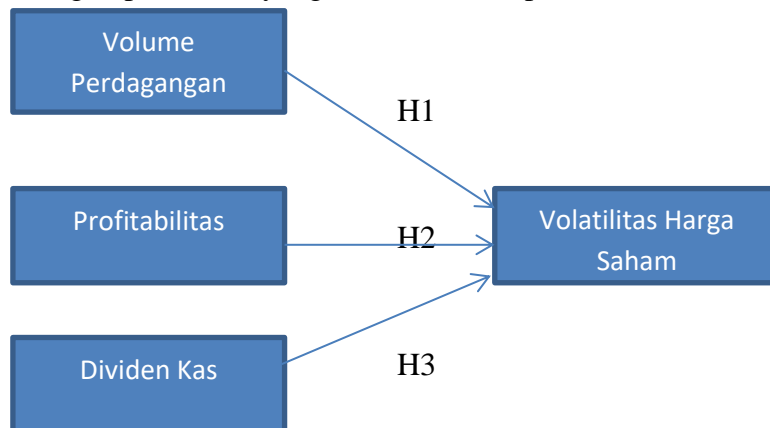 Volume
Perdagangan
H1
Profitabilitas
H2
Volatilitas Harga
Saham
Dividen Kas
H3